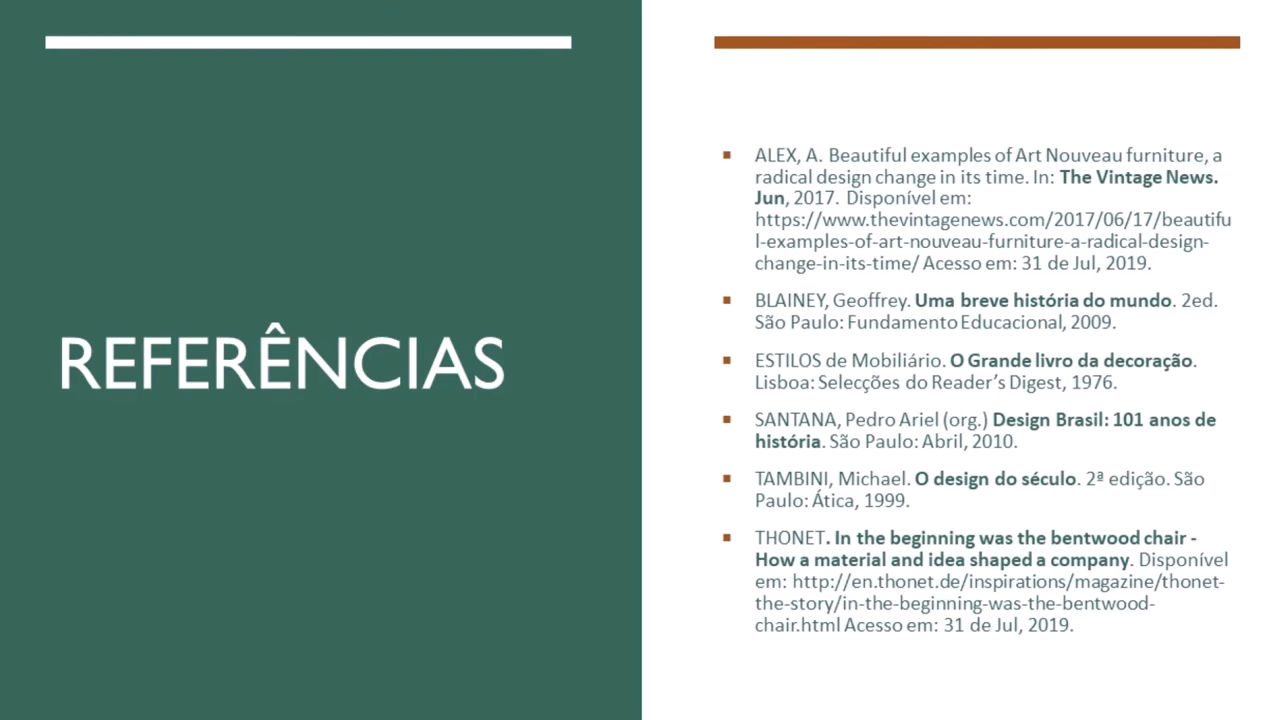 REFERÊNCIAS
ALEX, A. Beautiful examples of Art Nouveau furniture, a
radical design change in its time. In: The Vintage News.
Jun, 2017. Disponível em:
https://www.thevintagenews.com/2017/06/17/beautifu
l-examples-of-art-nouveau-furniture-a-radical-design-
change-in-its-time/ Acesso em: 31 de Jul, 2019.
BLAINEY, Geoffrey. Uma breve história do mundo. 2ed.
São Paulo: Fundamento Educacional, 2009.
ESTILOS de Mobiliário. O Grande livro da decoração.
Lisboa: Selecções do Reader’s Digest, 1976.
SANTANA, Pedro Ariel (org.) Design Brasil: 101 anos de
história. São Paulo: Abril, 2010.
TAMBINI, Michael. O design do século. 2ª edição. São
Paulo: Ática, 1999.
THONET. In the beginning was the bentwood chair -
How a material and idea shaped a company. Disponível
em: http://en.thonet.de/inspirations/magazine/thonet-
the-story/in-the-beginning-was-the-bentwood-
chair.html Acesso em: 31 de Jul, 2019.